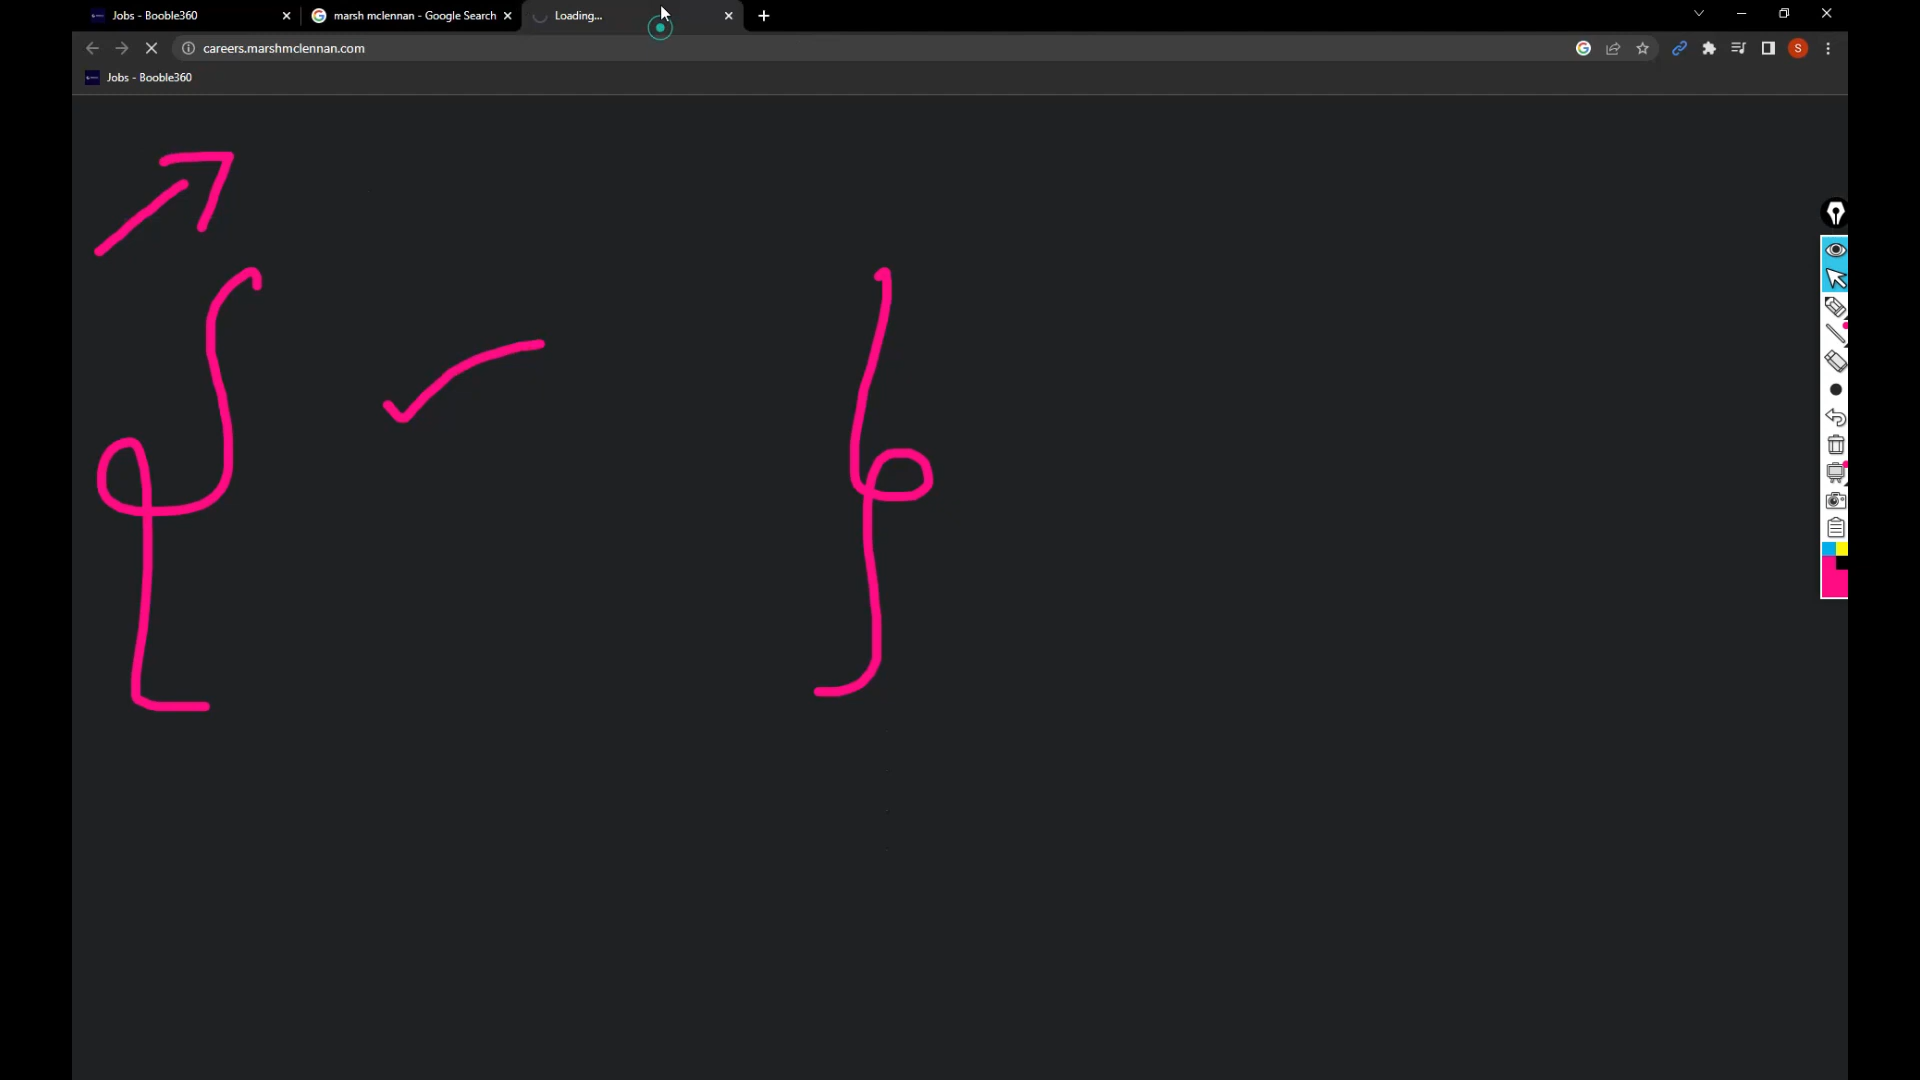 Jobs - Booble360
marsh mclennan - Google Search
Loading...
careers.marshmclennan.com
S
Jobs - Booble360